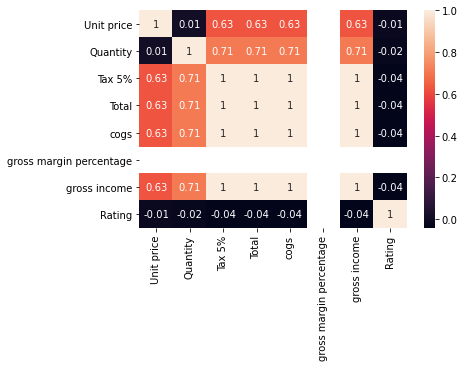 Unit price 1 0.01 0.63 0.63 0.63 0.63 -0.01
Quantity 0.01 1 0.71 0.71 0.71 0.71 -0.02
Tax 5% 0.63 0.71 1 1 1 1 -0.04
Total 0.63 0.71 1 1 1 1 -0.04
cogs 0.63 0.71 1 1 1 1 -0.04
gross margin percentage
gross income 0.63 0.71 1 1 1 1 -0.04
Rating -0.01 -0.02 -0.04 -0.04 -0.04 -0.04 1
Unit price
Quantity
Tax 5%
Total
cogs
gross margin percentage
gross income
Rating
1.0
0.8
0.6
0.4
0.2
0.0